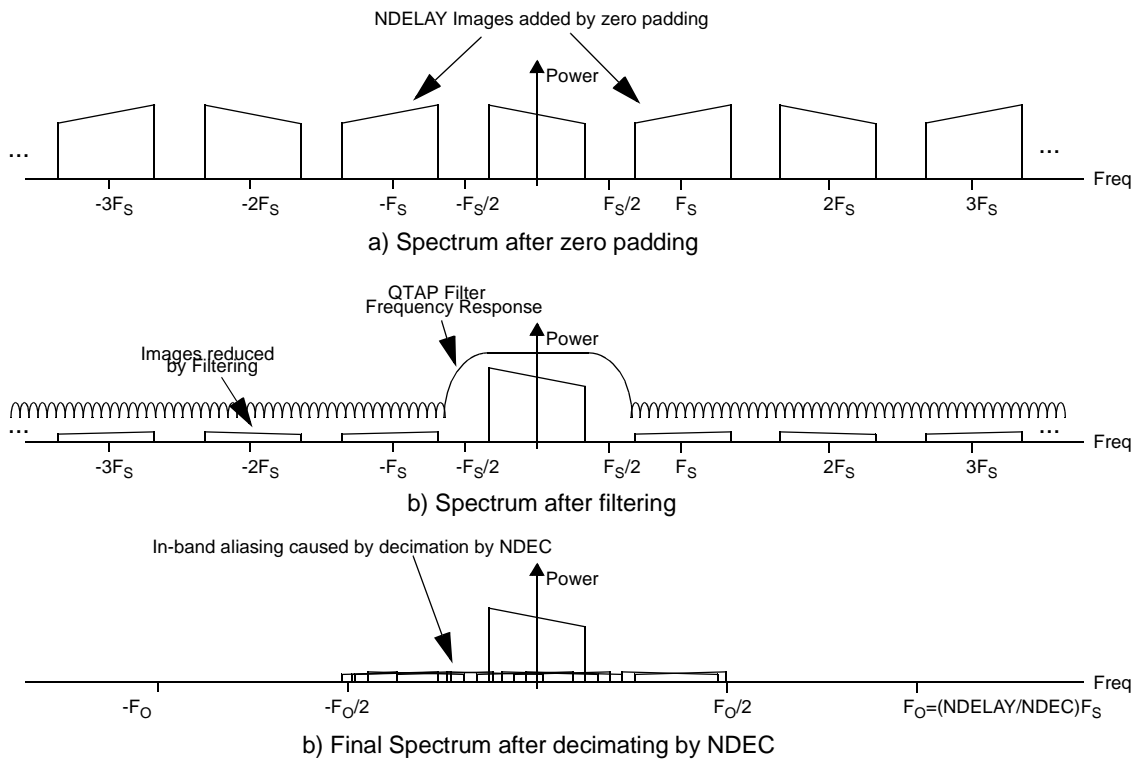 NDELAY Images added by zero padding
Power
...
...
Freq
-3FS -2FS -FS -FS/2 FS/2 FS 2FS 3FS
a) Spectrum after zero padding
QTAP Filter
Frequency Response
Power
Images reduced
by Filtering
...
...
Freq
-3FS -2FS -FS -FS/2 FS/2 FS 2FS 3FS
b) Spectrum after filtering
In-band aliasing caused by decimation by NDEC
Power
Freq
-FO -FO/2 FO/2 FO=(NDELAY/NDEC)FS
b) Final Spectrum after decimating by NDEC